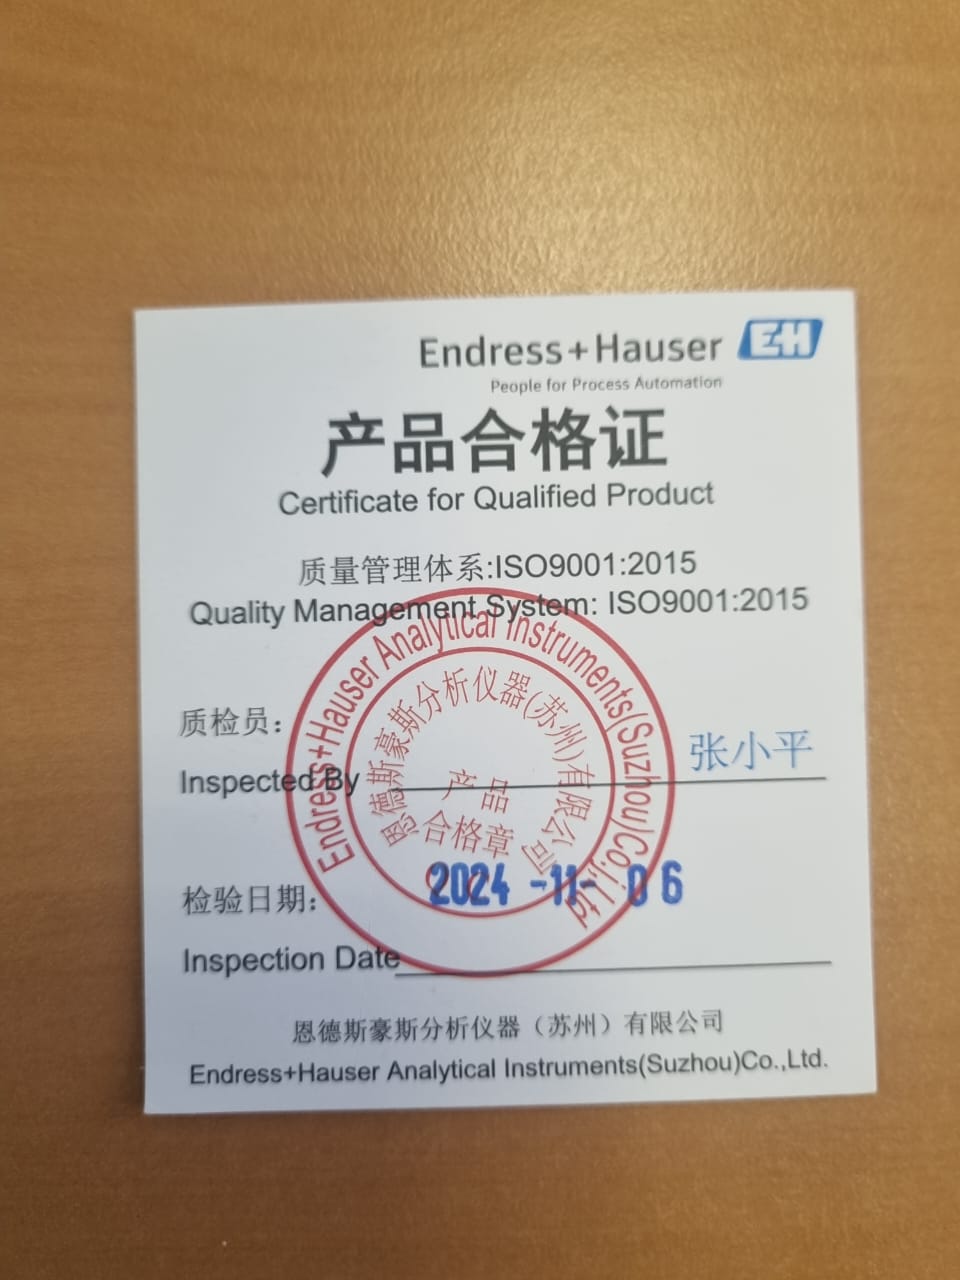 Endress+Hauser EH
People for Process Automation
产品合格证
Certificate for Qualified Product
质量管理体系:ISO9001:2015
Quality Management System: ISO9001:2015
Endress+Hauser Analytical Instruments(Suzhou)Co.,Ltd
恩德斯豪斯分析仪器(苏州)有限公司
产品
合格章
质检员:
张小平
Inspected By
检验日期:
2024-11-06
Inspection Date
恩德斯豪斯分析仪器（苏州）有限公司
Endress+Hauser Analytical Instruments(Suzhou)Co.,Ltd.